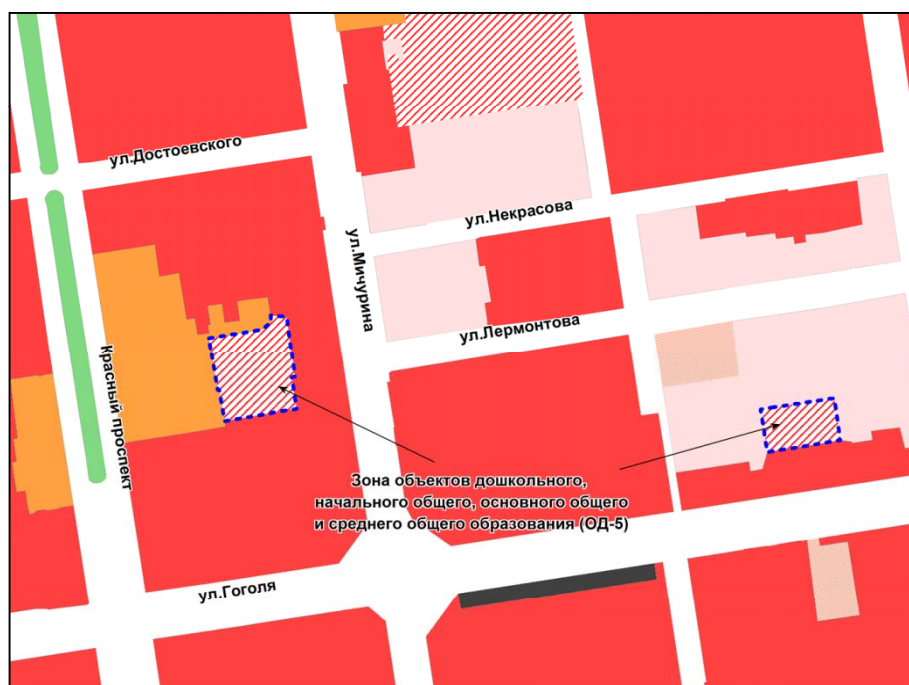 ул.Достоевского
ул.Некрасова
ул.Мичурина
ул.Лермонтова
Красный проспект
Зона объектов дошкольного,
начального общего, основного общего
и среднего общего образования (ОД-5)
ул.Гоголя